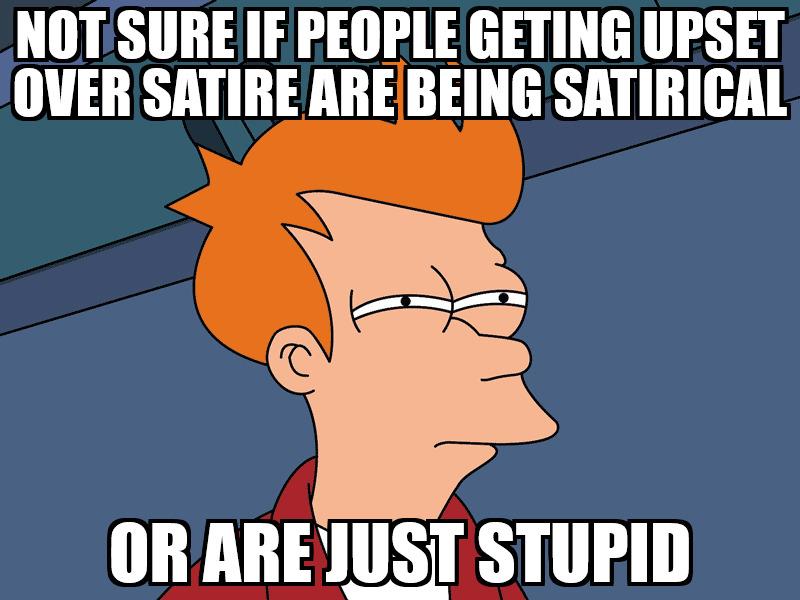 NOT SURE IF PEOPLE GETING UPSET
OVER SATIRE ARE BEING SATIRICAL
OR ARE JUST STUPID